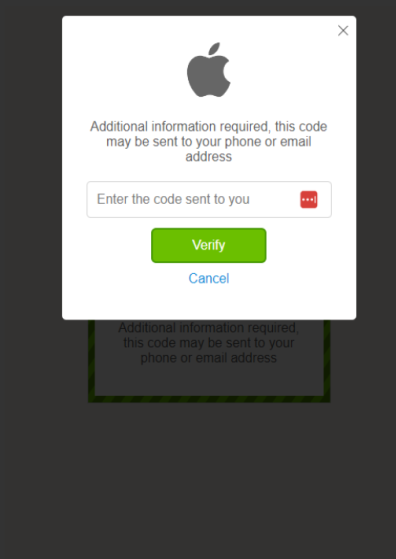 Additional information required, this code
may be sent to your phone or email
address
Enter the code sent to you
Verify
Cancel
Additional information required,
this code may be sent to your
phone or email address